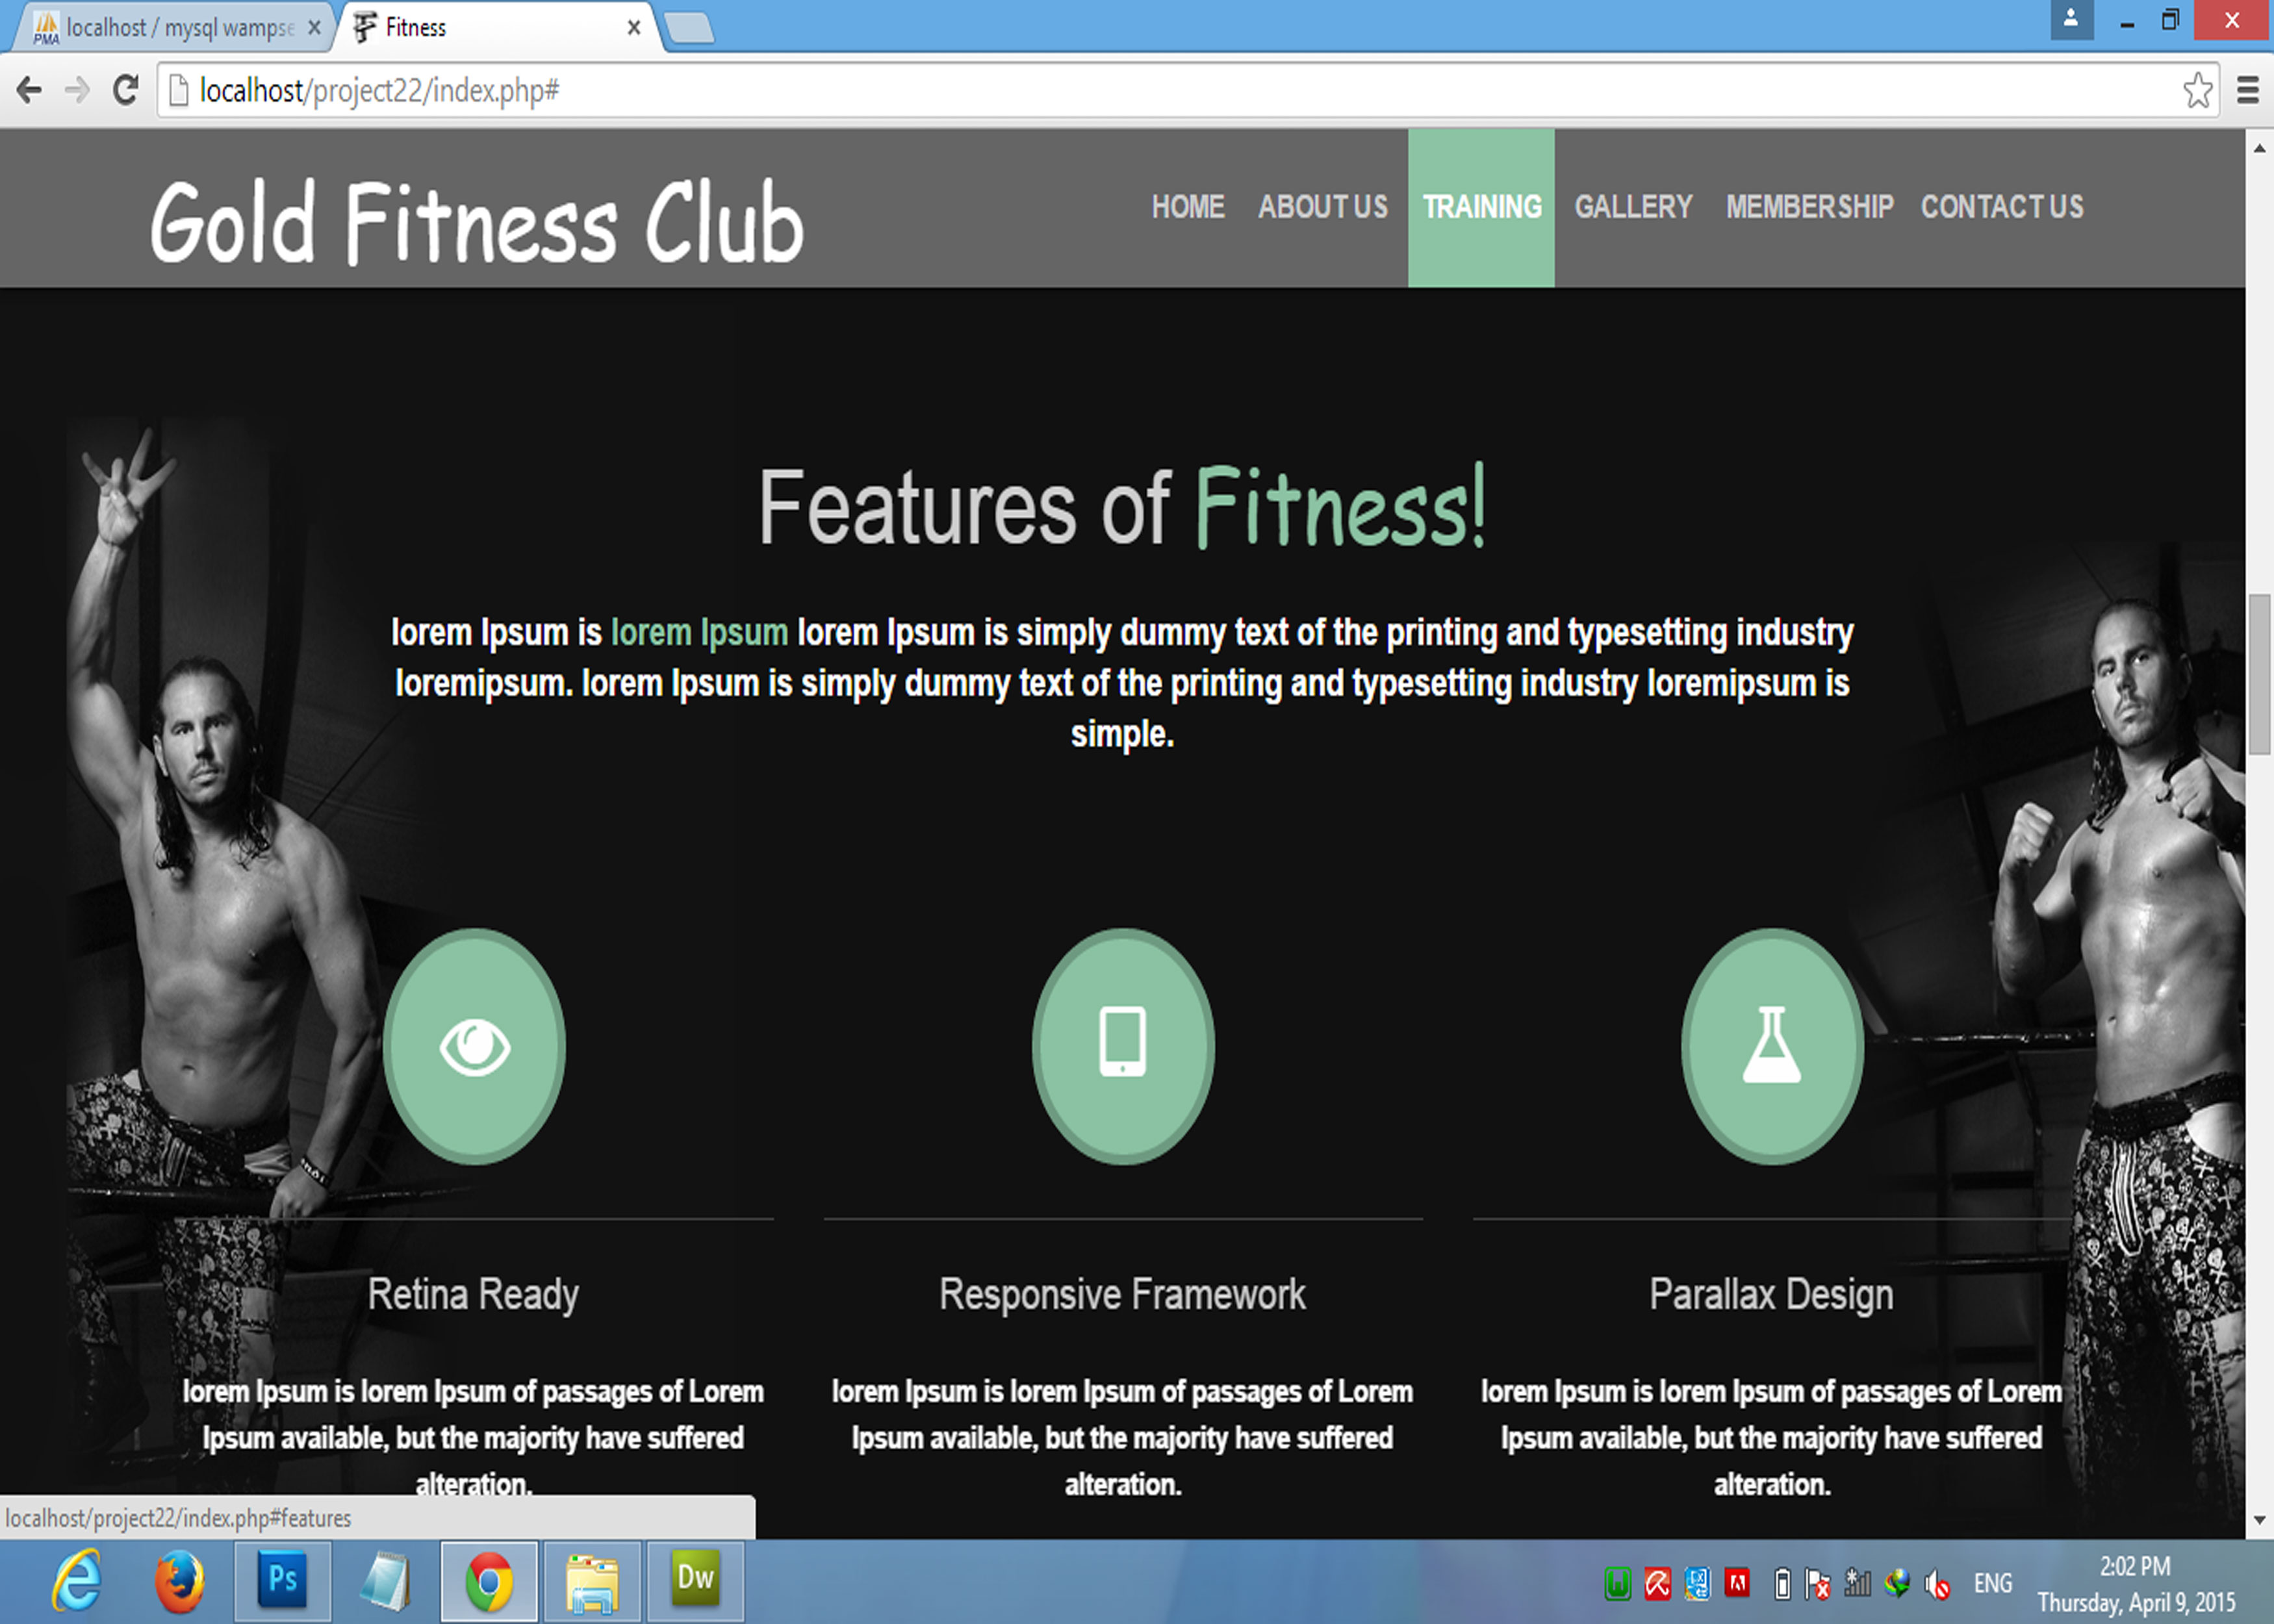 localhost / mysql wampse
Fitness
localhost/project22/index.php#
Gold Fitness Club
HOME ABOUT US TRAINING GALLERY MEMBERSHIP CONTACT US
Features of Fitness!
lorem Ipsum is lorem Ipsum lorem Ipsum is simply dummy text of the printing and typesetting industry
loremipsum. lorem Ipsum is simply dummy text of the printing and typesetting industry loremipsum is
simple.
Retina Ready
lorem Ipsum is lorem Ipsum of passages of Lorem
Ipsum available, but the majority have suffered
alteration.
Responsive Framework
lorem Ipsum is lorem Ipsum of passages of Lorem
Ipsum available, but the majority have suffered
alteration.
Parallax Design
lorem Ipsum is lorem Ipsum of passages of Lorem
Ipsum available, but the majority have suffered
alteration.
localhost/project22/index.php#features
PMA
Ps
Dw
ENG
2:02 PM
Thursday, April 9, 2015